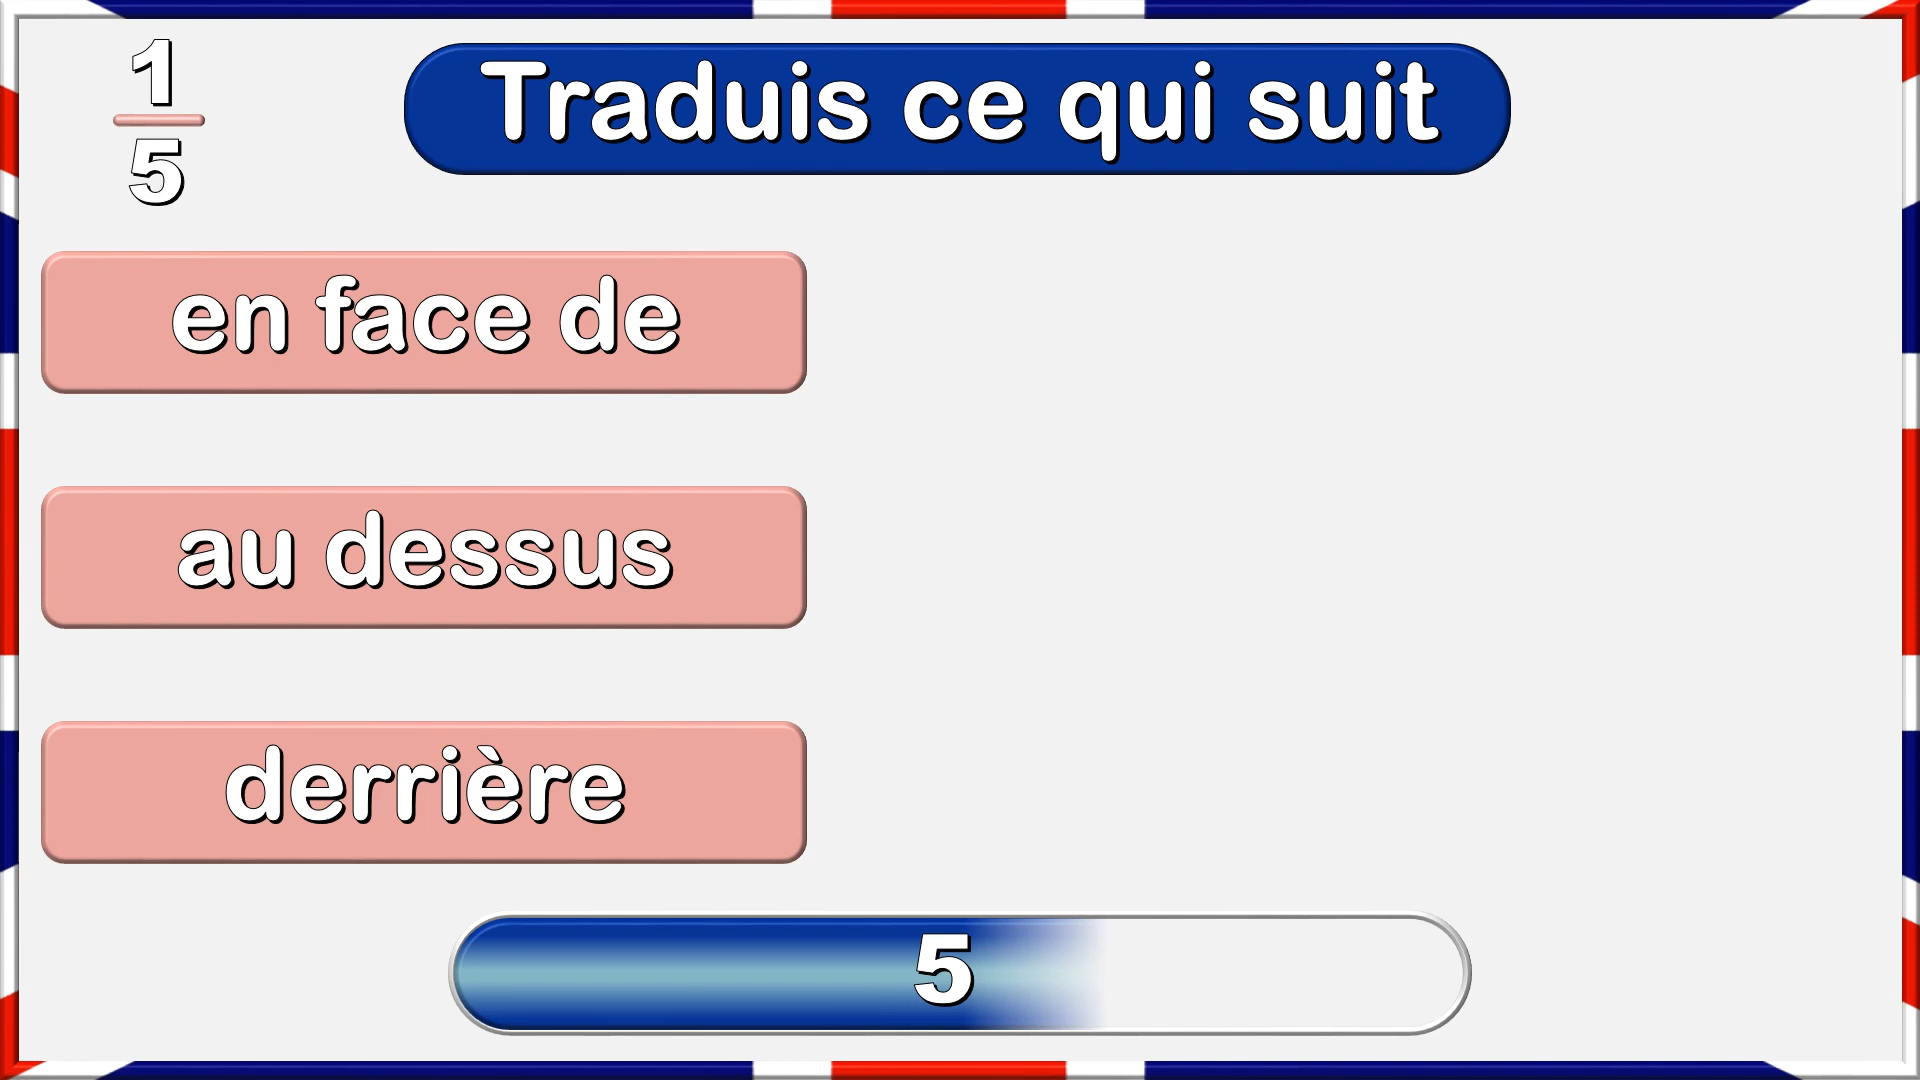 1
5
Traduis ce qui suit
en face de
au dessus
derrière
5